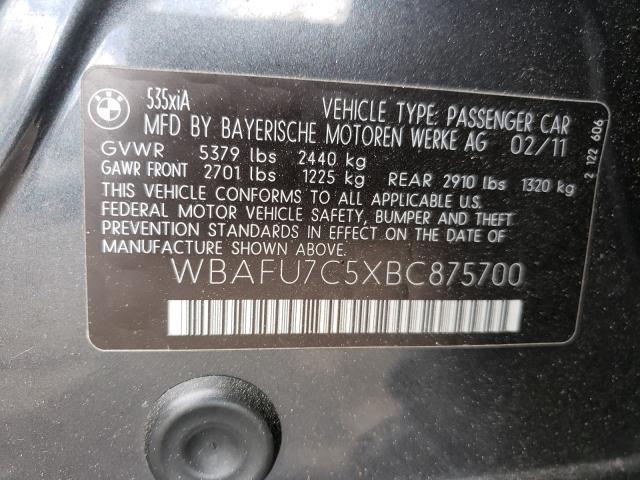 BMW
535xiA
VEHICLE TYPE: PASSENGER CAR
MFD BY BAYERISCHE MOTOREN WERKE AG 02/11
GVWR 5379 lbs 2440 kg
GAWR FRONT 2701 lbs 1225 kg REAR 2910 lbs 1320 kg
THIS VEHICLE CONFORMS TO ALL APPLICABLE U.S.
FEDERAL MOTOR VEHICLE SAFETY, BUMPER AND THEFT
PREVENTION STANDARDS IN EFFECT ON THE DATE OF
MANUFACTURE SHOWN ABOVE.
WBAFU7C5XBC875700
2 122 606